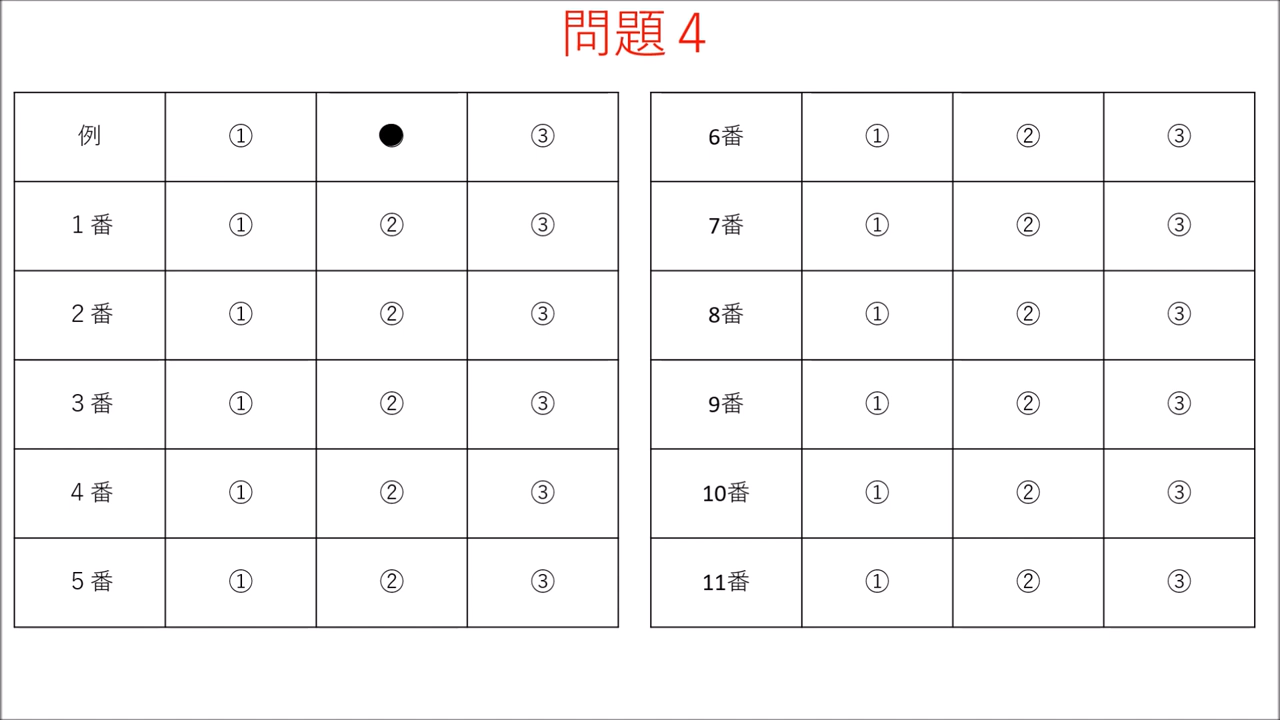 問題４
例 ① ● ③
１番 ① ② ③
２番 ① ② ③
３番 ① ② ③
４番 ① ② ③
５番 ① ② ③
6番 ① ② ③
7番 ① ② ③
8番 ① ② ③
9番 ① ② ③
10番 ① ② ③
11番 ① ② ③